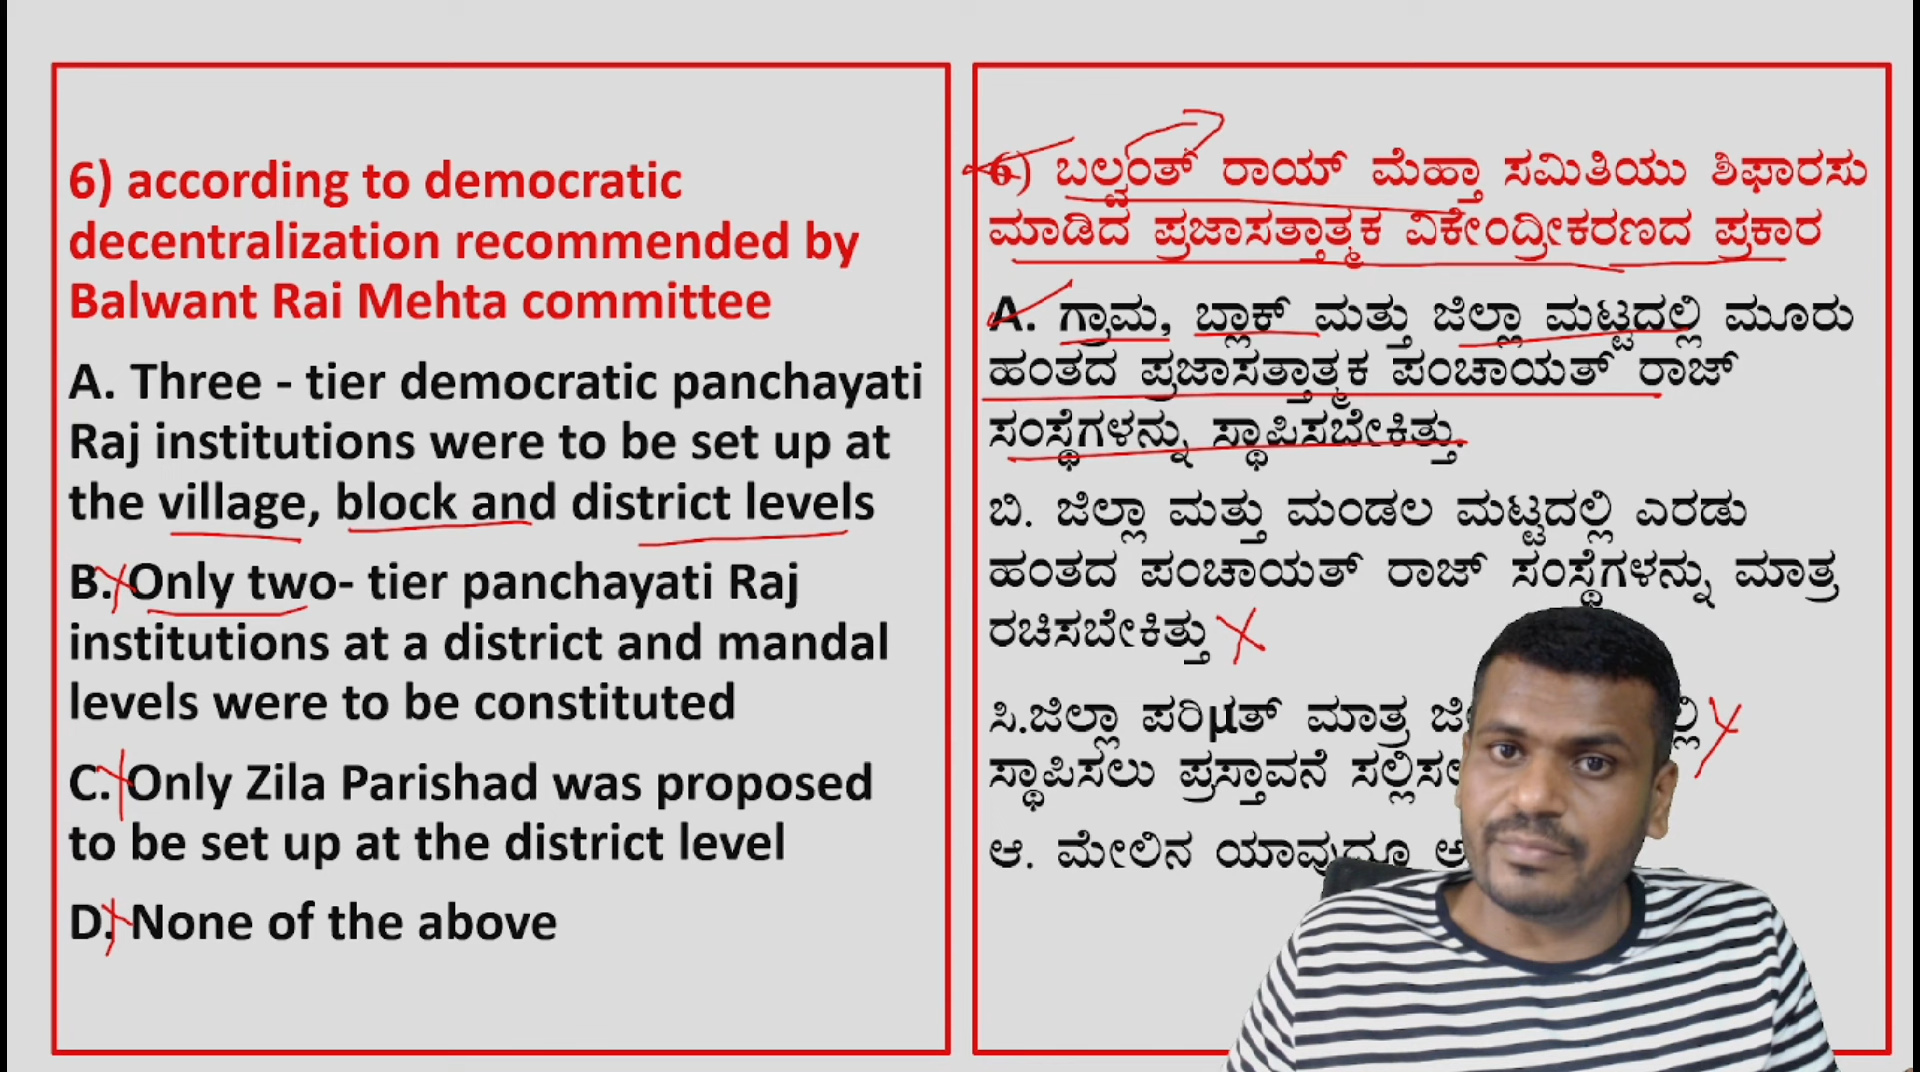 6) according to democratic
decentralization recommended by
Balwant Rai Mehta committee
A. Three - tier democratic panchayati
Raj institutions were to be set up at
the village, block and district levels
B. Only two- tier panchayati Raj
institutions at a district and mandal
levels were to be constituted
C. Only Zila Parishad was proposed
to be set up at the district level
D. None of the above
6) ಬಲ್ವಂತ್ ರಾಯ್ ಮೆಹ್ತಾ ಸಮಿತಿಯು ಶಿಫಾರಸು
ಮಾಡಿದ ಪ್ರಜಾಸತ್ತಾತ್ಮಕ ವಿಕೇಂದ್ರೀಕರಣದ ಪ್ರಕಾರ
A. ಗ್ರಾಮ, ಬ್ಲಾಕ್ ಮತ್ತು ಜಿಲ್ಲಾ ಮಟ್ಟದಲ್ಲಿ ಮೂರು
ಹಂತದ ಪ್ರಜಾಸತ್ತಾತ್ಮಕ ಪಂಚಾಯತ್ ರಾಜ್
ಸಂಸ್ಥೆಗಳನ್ನು ಸ್ಥಾಪಿಸಬೇಕಿತ್ತು.
ಬಿ. ಜಿಲ್ಲಾ ಮತ್ತು ಮಂಡಲ ಮಟ್ಟದಲ್ಲಿ ಎರಡು
ಹಂತದ ಪಂಚಾಯತ್ ರಾಜ್ ಸಂಸ್ಥೆಗಳನ್ನು ಮಾತ್ರ
ರಚಿಸಬೇಕಿತ್ತು
ಸಿ.ಜಿಲ್ಲಾ ಪರಿµತ್ ಮಾತ್ರ
ಸ್ಥಾಪಿಸಲು ಪ್ರಸ್ತಾವನೆ
ಆ. ಮೇಲಿನ ಯಾವುದೂ